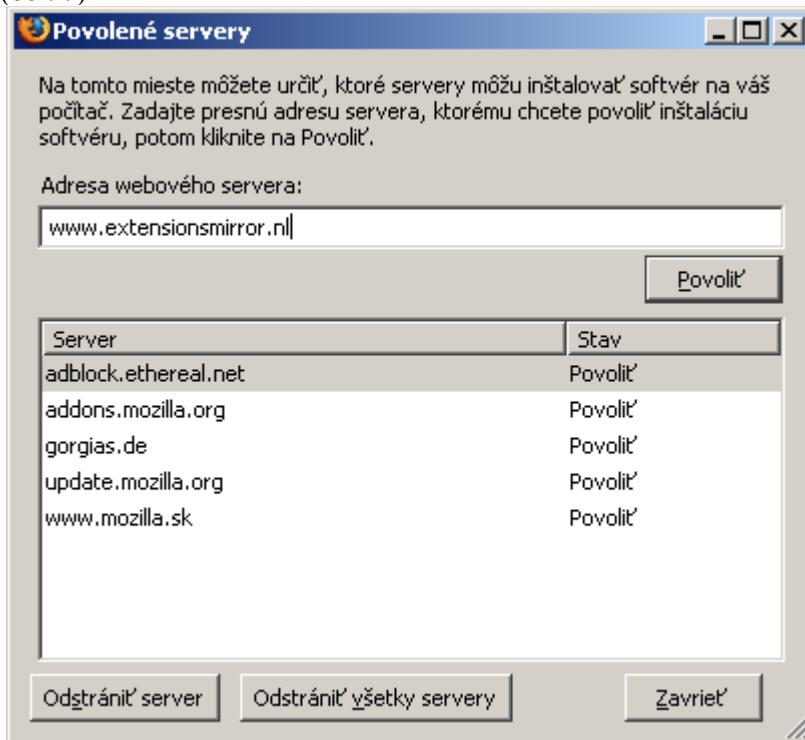 Povolené servery
Na tomto mieste môžete určiť, ktoré servery môžu inštalovať softvér na váš
počítač. Zadajte presnú adresu servera, ktorému chcete povoliť inštaláciu
softvéru, potom kliknite na Povoliť.
Adresa webového servera:
www.extensionsmirror.nl
Povoliť
Server Stav
adblock.ethereal.net Povoliť
addons.mozilla.org Povoliť
gorgias.de Povoliť
update.mozilla.org Povoliť
www.mozilla.sk Povoliť
Odstrániť server Odstrániť všetky servery Zavrieť